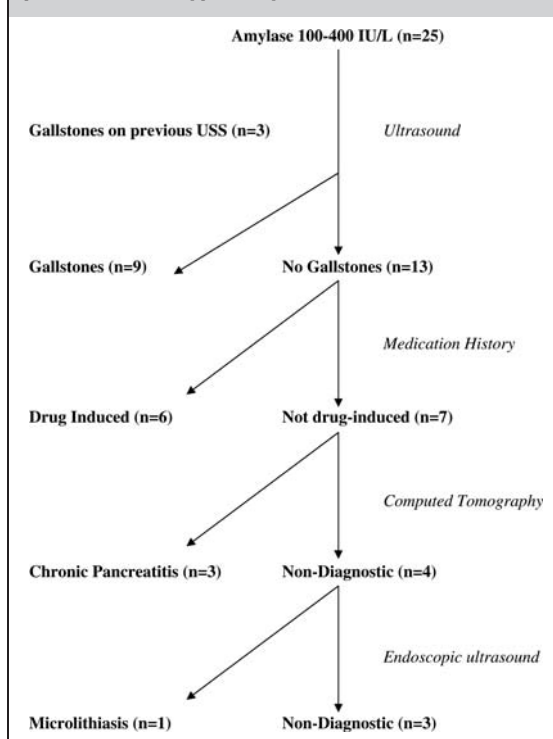 Amylase 100-400 IU/L (n=25)
Gallstones on previous USS (n=3) Ultrasound
Gallstones (n=9) No Gallstones (n=13)
Medication History
Drug Induced (n=6) Not drug-induced (n=7)
Computed Tomography
Chronic Pancreatitis (n=3) Non-Diagnostic (n=4)
Endoscopic ultrasound
Microlithiasis (n=1) Non-Diagnostic (n=3)